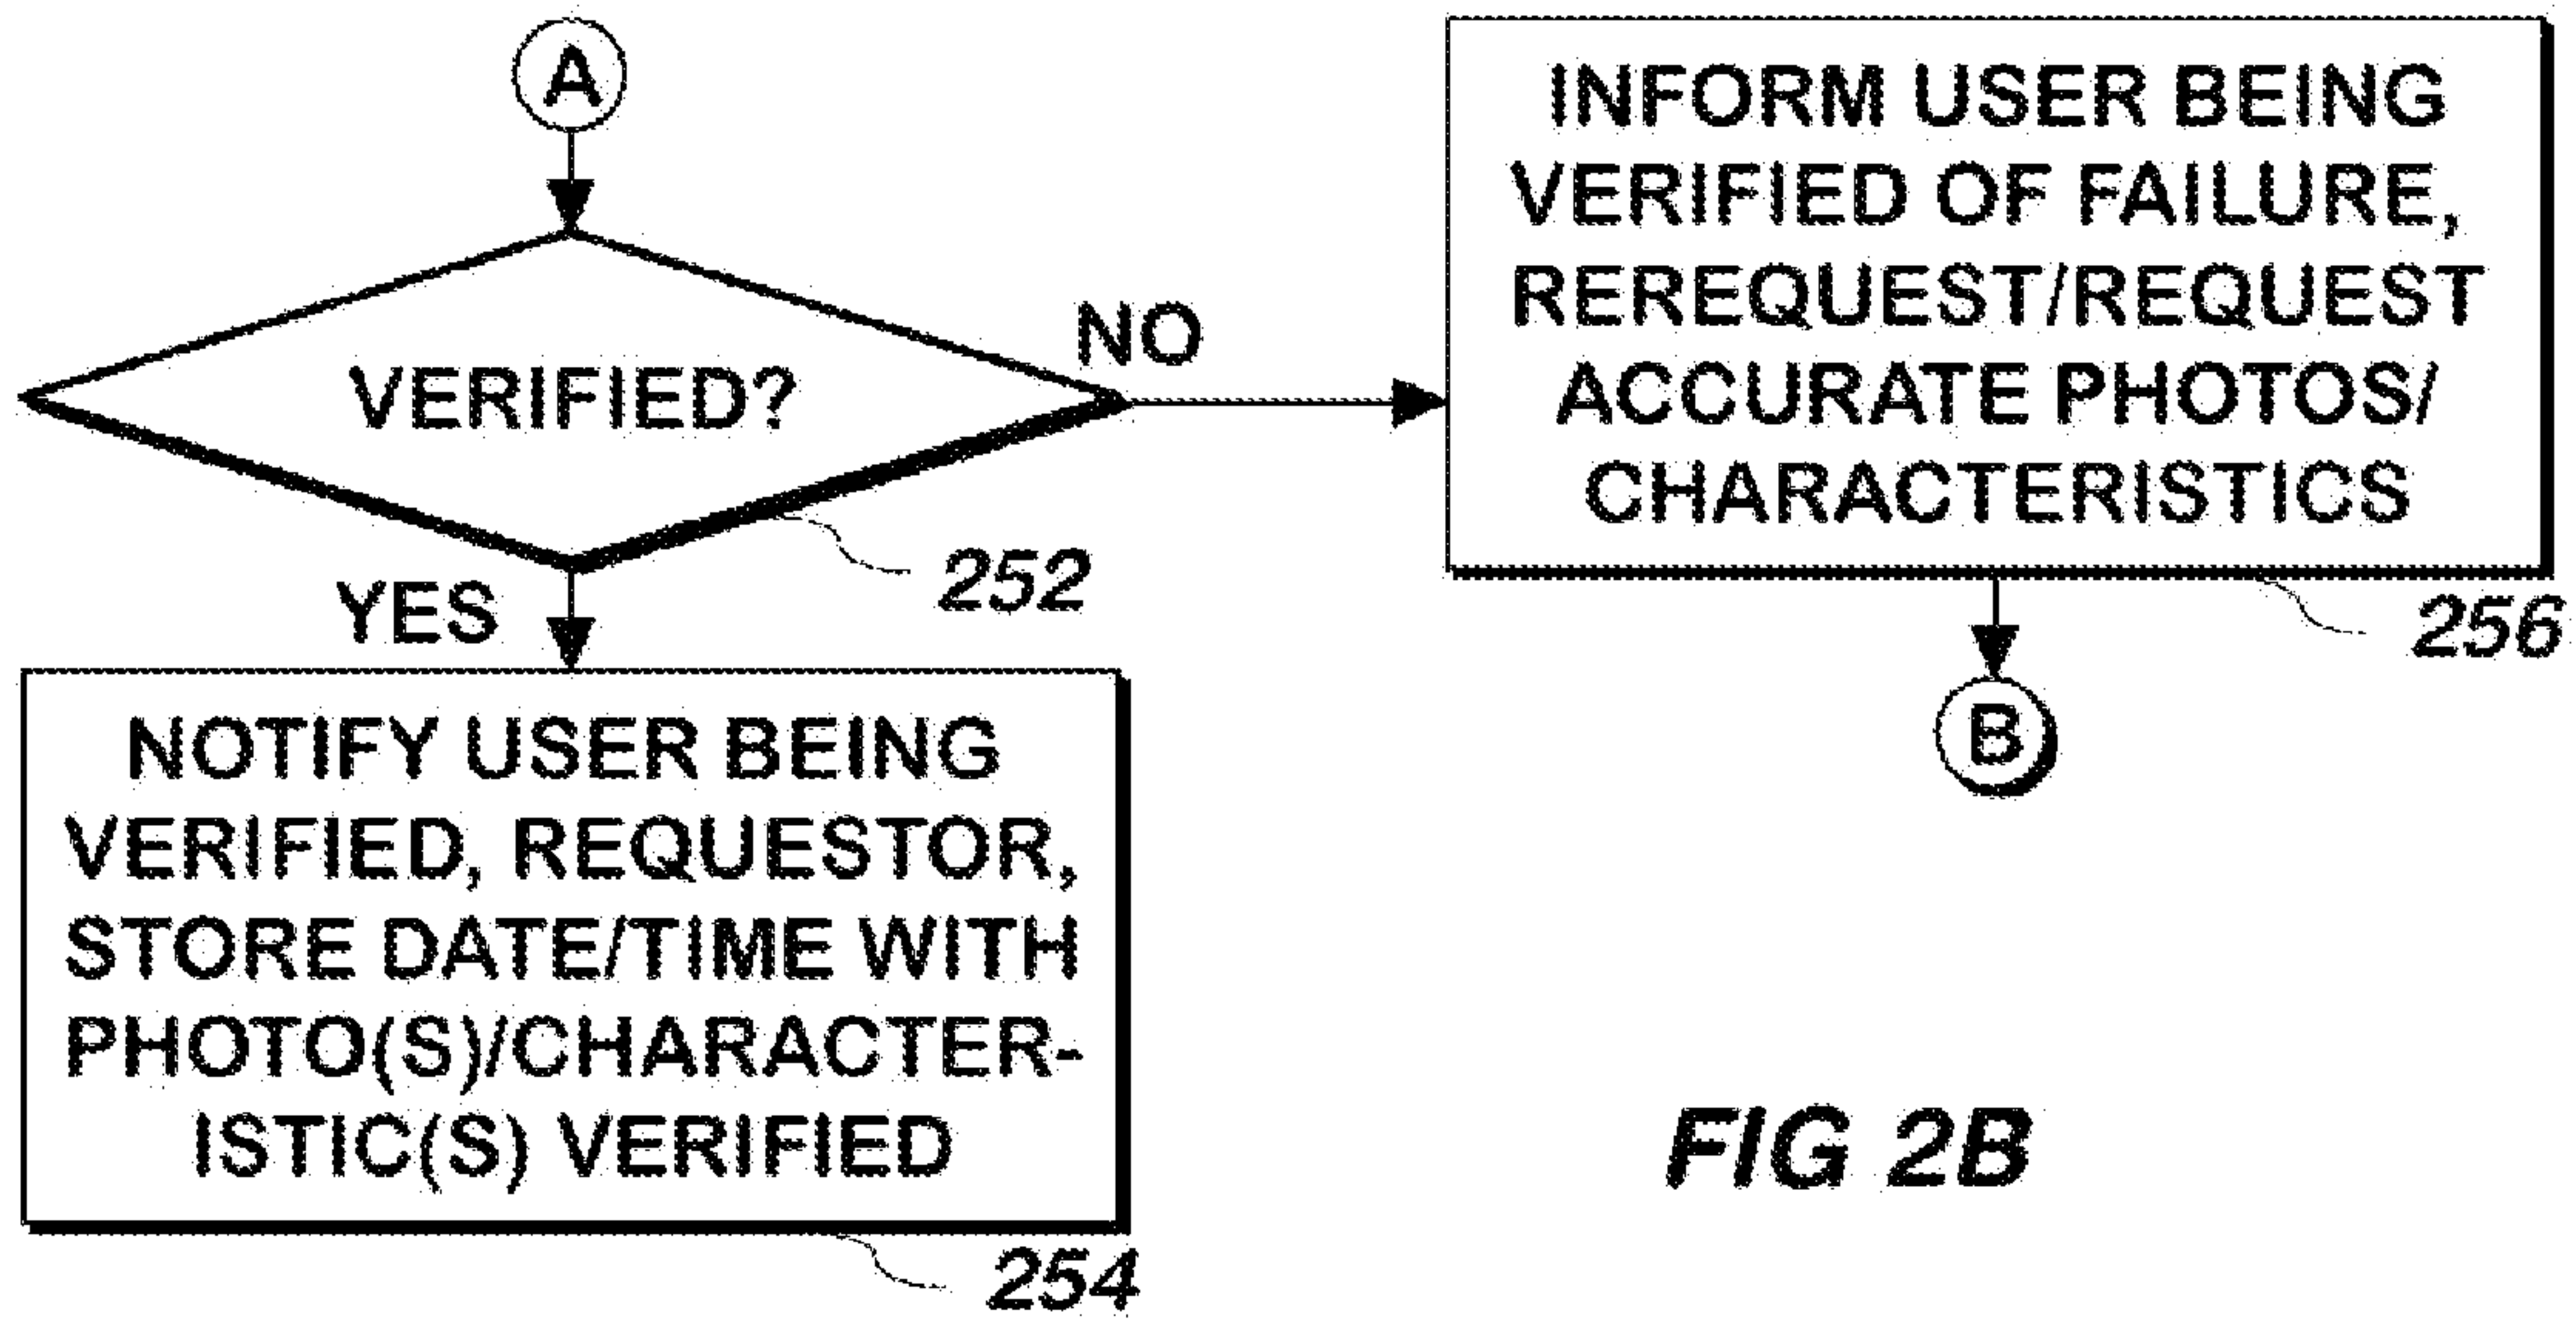 A
VERIFIED?
NO
252
YES
INFORM USER BEING
VERIFIED OF FAILURE,
REREQUEST/REQUEST
ACCURATE PHOTOS/
CHARACTERISTICS
256
B
NOTIFY USER BEING
VERIFIED, REQUESTOR,
STORE DATE/TIME WITH
PHOTO(S)/CHARACTER-
ISTIC(S) VERIFIED
254
FIG 2B